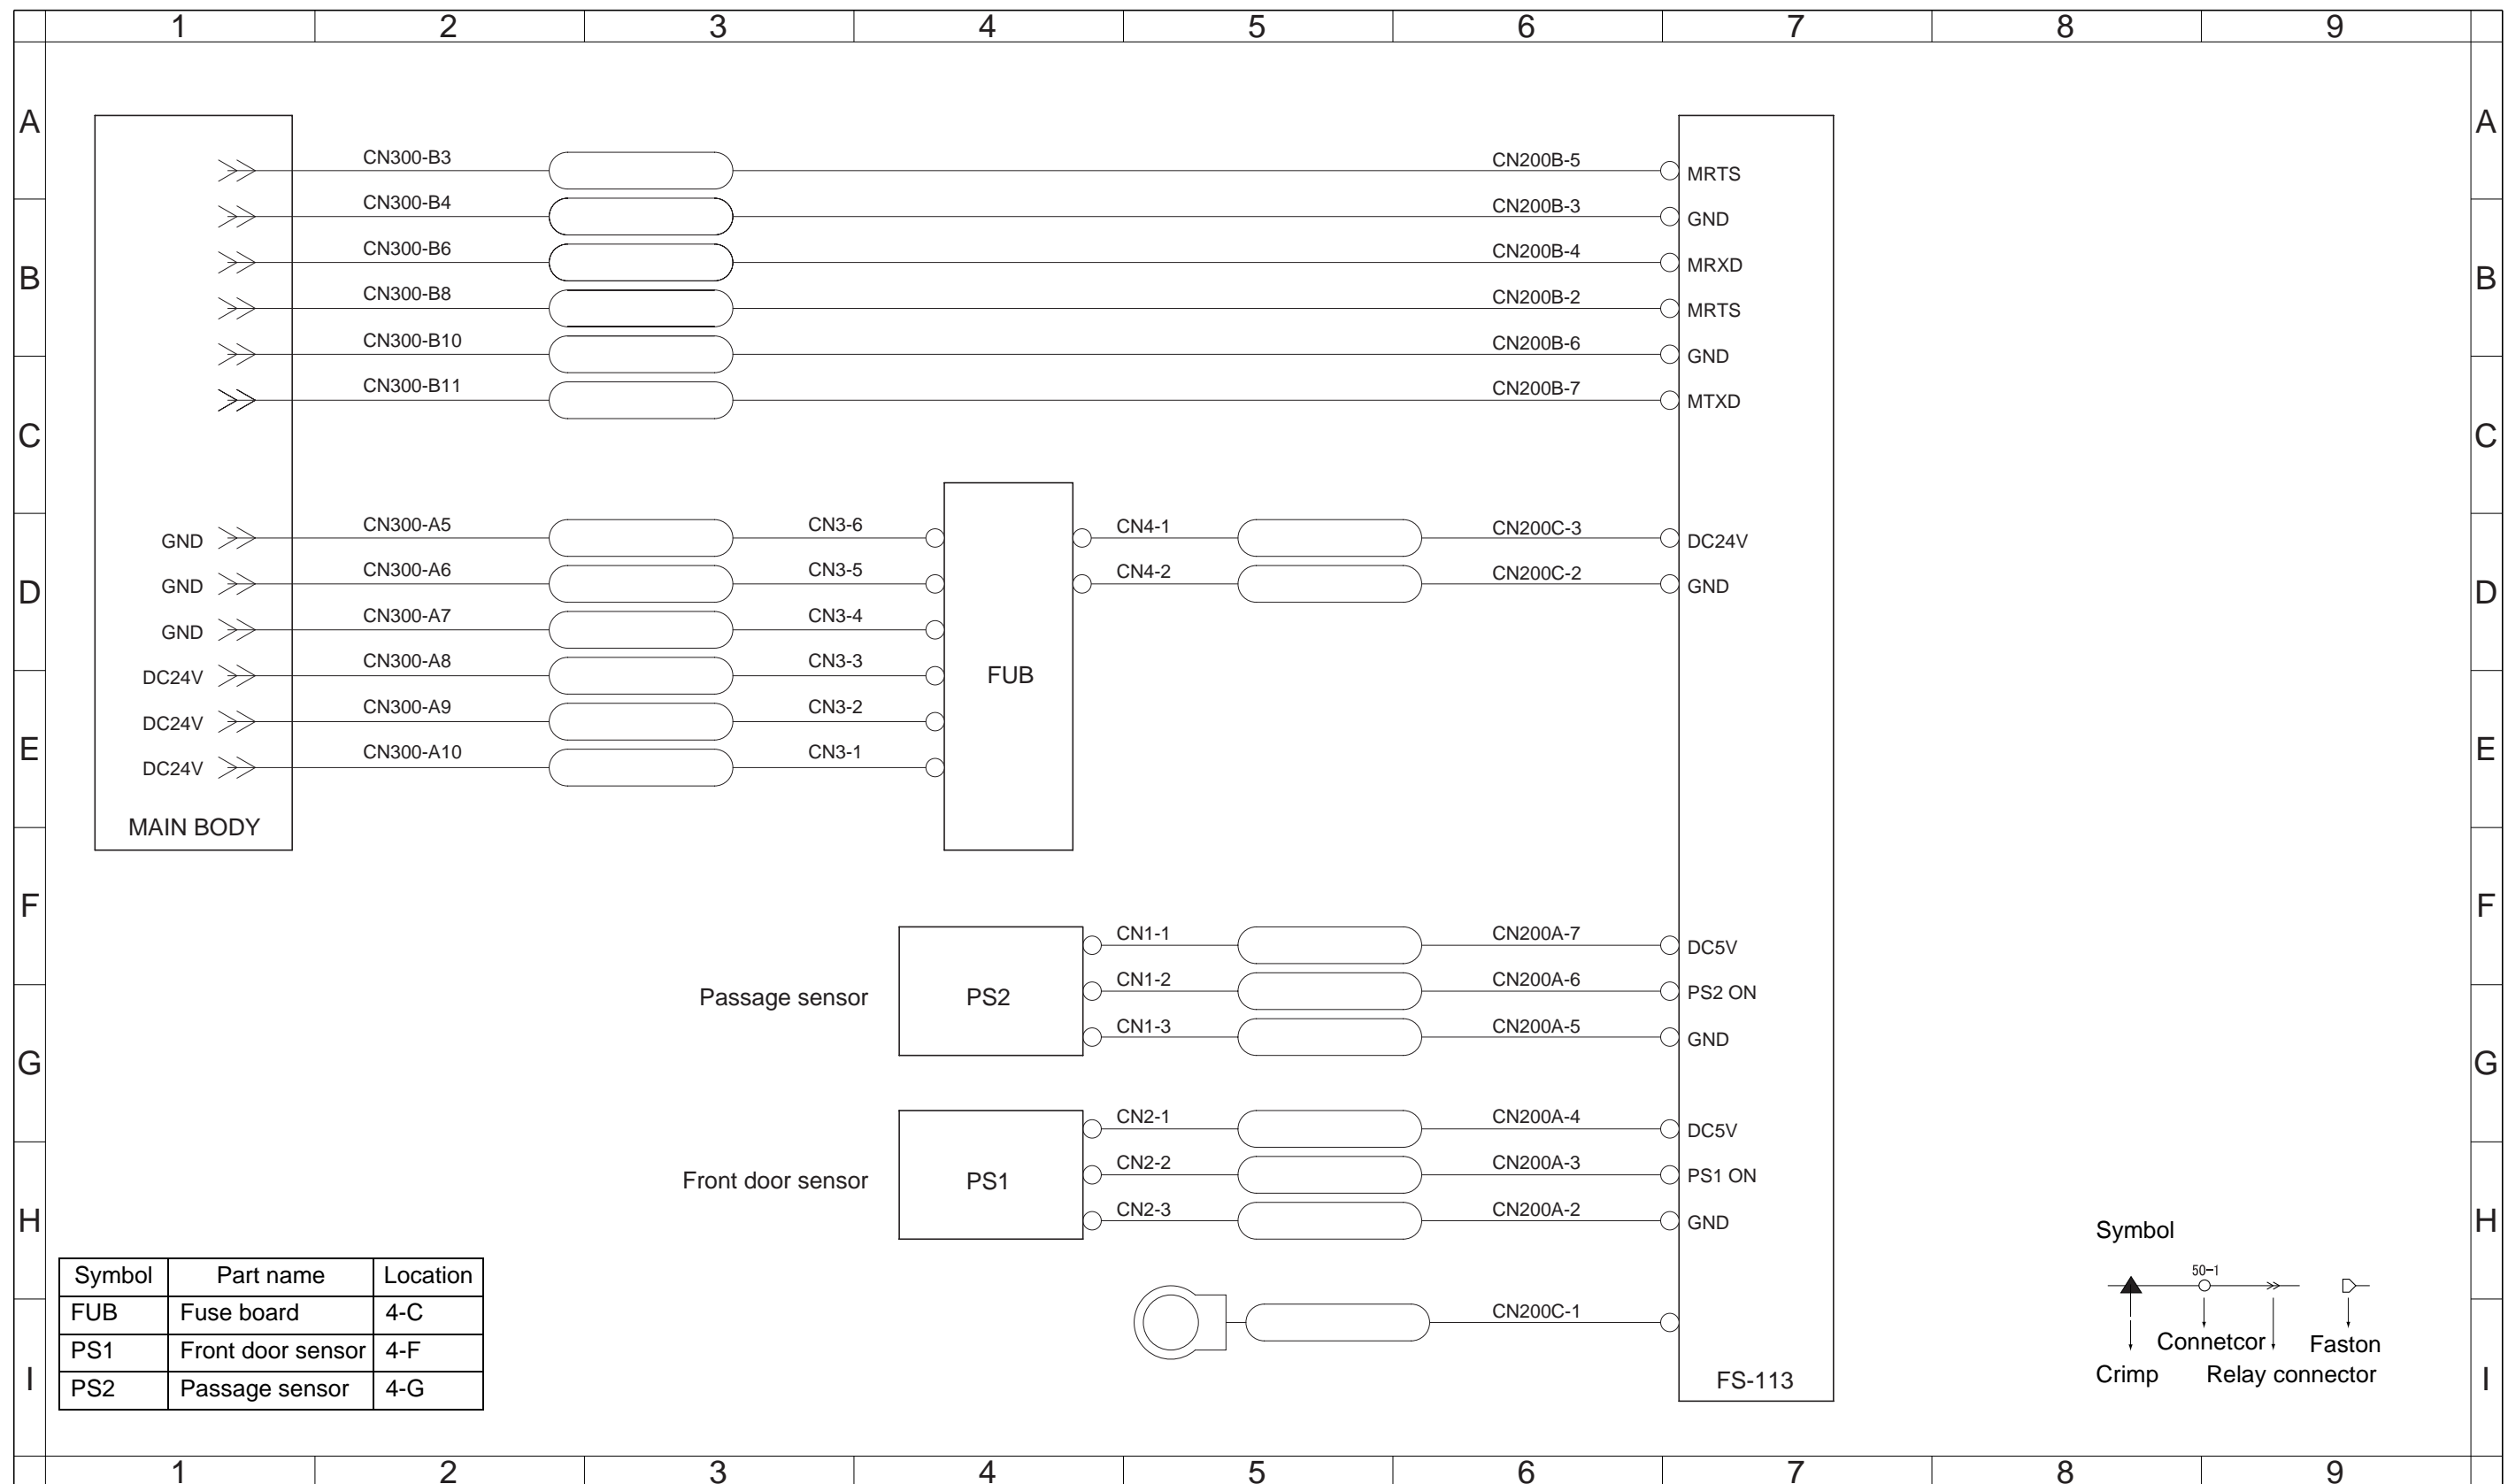 1 2 3 4 5 6 7 8 9
A A
CN300-B3 CN200B-5 MRTS
CN300-B4 CN200B-3 GND
CN300-B6 CN200B-4 MRXD
B B
CN300-B8 CN200B-2 MRTS
CN300-B10 CN200B-6 GND
CN300-B11 CN200B-7 MTXD
C C
GND CN300-A5 CN3-6 CN4-1 CN200C-3 DC24V
GND CN300-A6 CN3-5 CN4-2 CN200C-2 GND
D D
GND CN300-A7 CN3-4
DC24V CN300-A8 CN3-3 FUB
DC24V CN300-A9 CN3-2
E E
DC24V CN300-A10 CN3-1
MAIN BODY
F F
CN1-1 CN200A-7 DC5V
Passage sensor PS2 CN1-2 CN200A-6 PS2 ON
CN1-3 CN200A-5 GND
G G
CN2-1 CN200A-4 DC5V
Front door sensor PS1 CN2-2 CN200A-3 PS1 ON
CN2-3 CN200A-2 GND
H H
Symbol
Symbol Part name Location
50-1
FUB Fuse board 4-C
CN200C-1
PS1 Front door sensor 4-F
Connetcor Faston
PS2 Passage sensor 4-G
FS-113
Crimp Relay connector
I I
1 2 3 4 5 6 7 8 9